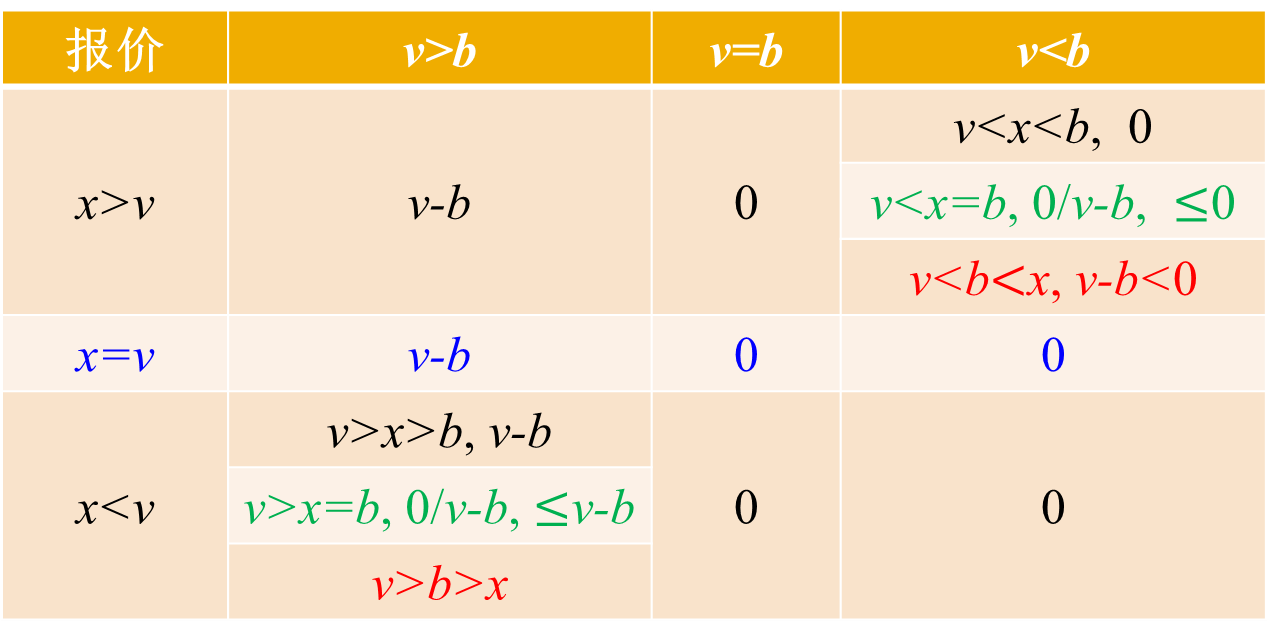 报价
v>b
v=b
v<b
x>v
v-b
0
v<x<b, 0
v<x=b, 0/v-b, ≤0
v<b<x, v-b<0
x=v
v-b
0
0
x<v
v>x>b, v-b
v>x=b, 0/v-b, ≤v-b
v>b>x
0
0